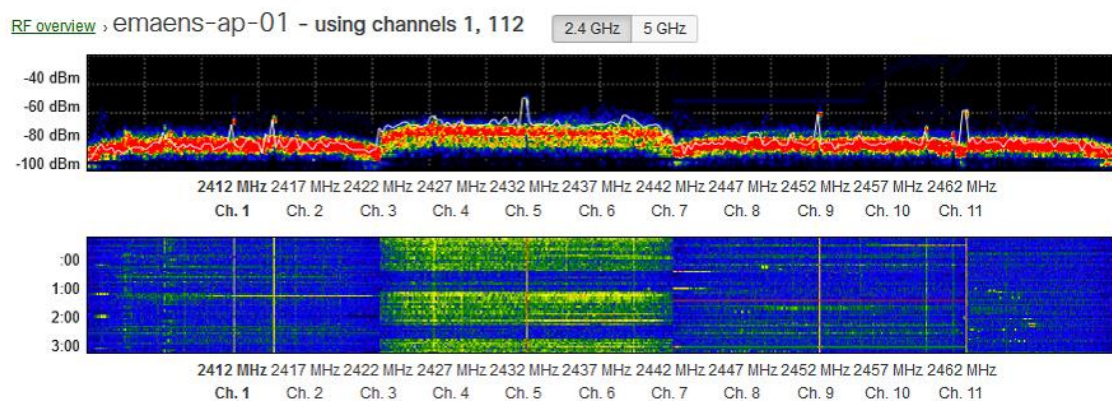 RF overview › emaens-ap-01 - using channels 1, 112 2.4 GHz 5 GHz
-40 dBm
-60 dBm
-80 dBm
-100 dBm
2412 MHz 2417 MHz 2422 MHz 2427 MHz 2432 MHz 2437 MHz 2442 MHz 2447 MHz 2452 MHz 2457 MHz 2462 MHz
Ch. 1 Ch. 2 Ch. 3 Ch. 4 Ch. 5 Ch. 6 Ch. 7 Ch. 8 Ch. 9 Ch. 10 Ch. 11
:00
1:00
2:00
3:00
2412 MHz 2417 MHz 2422 MHz 2427 MHz 2432 MHz 2437 MHz 2442 MHz 2447 MHz 2452 MHz 2457 MHz 2462 MHz
Ch. 1 Ch. 2 Ch. 3 Ch. 4 Ch. 5 Ch. 6 Ch. 7 Ch. 8 Ch. 9 Ch. 10 Ch. 11